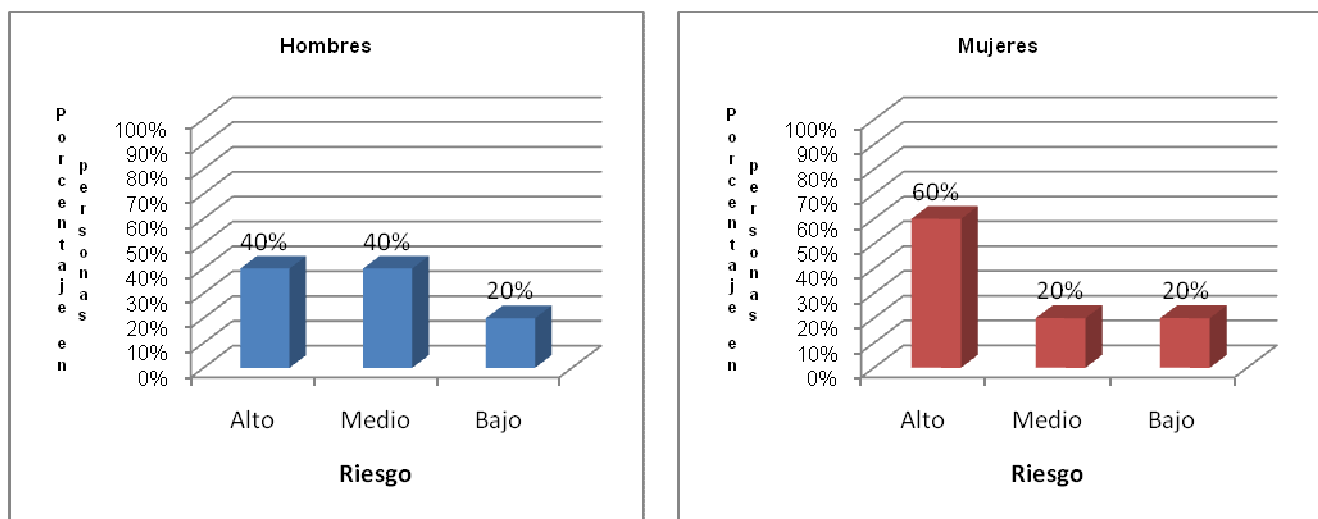 Hombres
Porcentaje en
personas
100%
90%
80%
70%
60%
50%
40%
30%
20%
10%
0%
40%
40%
20%
Alto
Medio
Bajo
Riesgo
Mujeres
Porcentaje en
personas
100%
90%
80%
70%
60%
50%
40%
30%
20%
10%
0%
60%
20%
20%
Alto
Medio
Bajo
Riesgo